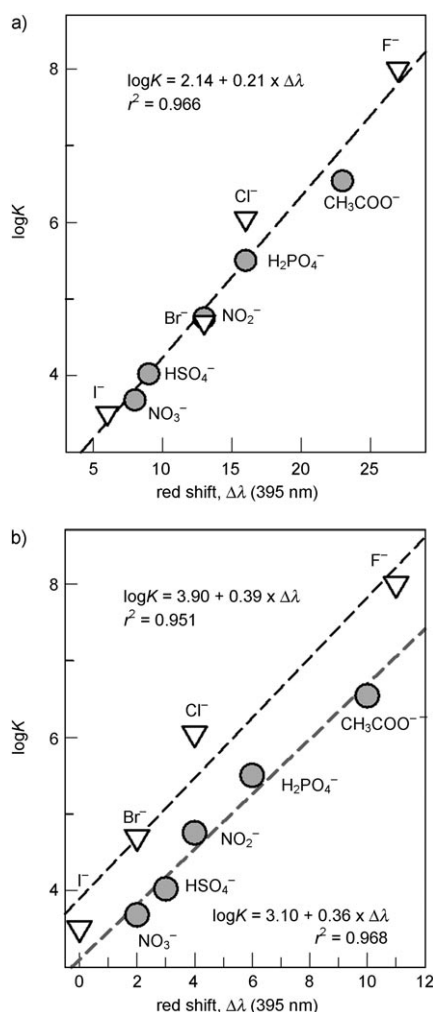 a)
F⁻
8
logK = 2.14 + 0.21 x Δλ
r² = 0.966
Cl⁻
CH₃COO⁻
logK
6
H₂PO₄⁻
Br⁻
NO₂⁻
HSO₄⁻
I⁻
4
NO₃⁻
5 10 15 20 25
red shift, Δλ (395 nm)
b)
F⁻
8
logK = 3.90 + 0.39 x Δλ
r² = 0.951
Cl⁻
CH₃COO⁻
logK
6
H₂PO₄⁻
Br⁻
NO₂⁻
I⁻
HSO₄⁻
4
logK = 3.10 + 0.36 x Δλ
NO₃⁻
r² = 0.968
0 2 4 6 8 10 12
red shift, Δλ (395 nm)